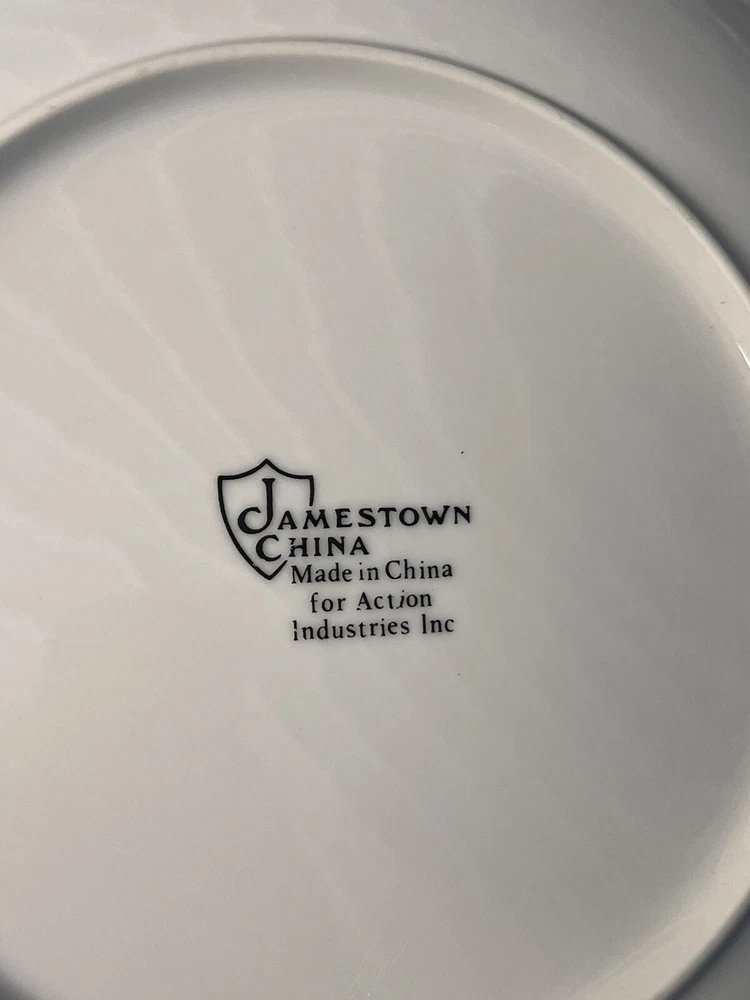 JAMESTOWN
CHINA
Made in China
for Action
Industries Inc